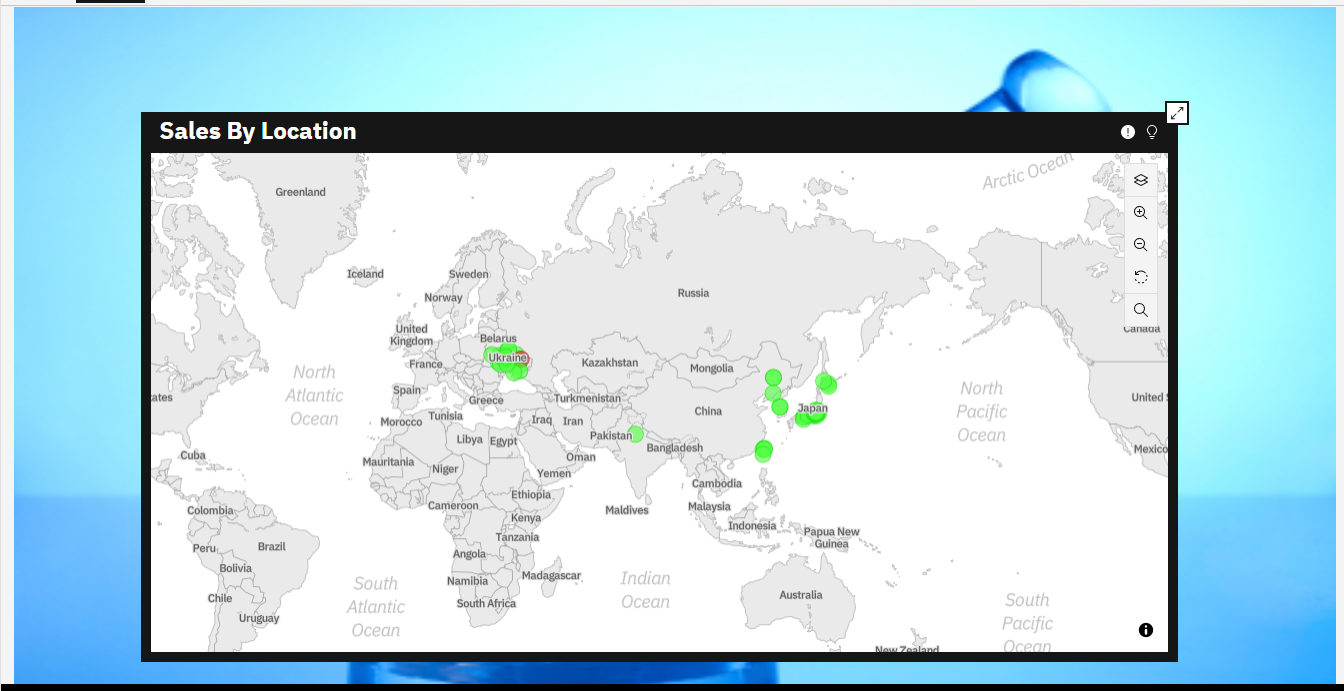 Sales By Location
Arctic Ocean
Greenland
Iceland
Sweden
Norway
Russia
United
Kingdom
Belarus
Canada
Ukraine
France
Kazakhstan
Mongolia
North
Atlantic
Ocean
Spain
Greece
Turkmenistan
ates
United S
North
Pacific
Ocean
Japan
China
Morocco
Tunisia
Iraq
Iran
Pakistan
Libya
Egypt
Bangladesh
Mexico
Cuba
Oman
Mauritania
Niger
Yemen
Cambodia
Ethiopia
Colombia
Cameroon
Maldives
Malaysia
Kenya
Indonesia
Papua New
Guinea
Tanzania
Peru
Brazil
Angola
Bolivia
Namibia
Madagascar
Indian
Ocean
South
Atlantic
Ocean
Chile
South Africa
Australia
South
Pacific
Ocean
Uruguay
New Zealand